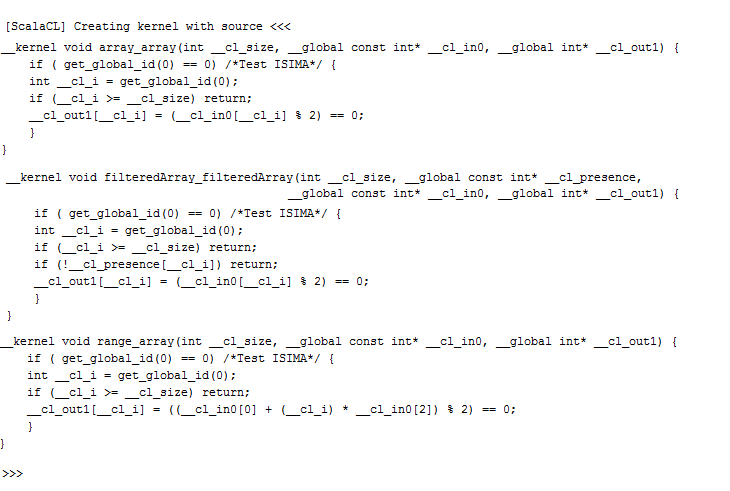 [ScalaCL] Creating kernel with source <<<
__kernel void array_array(int __cl_size, __global const int* __cl_in0, __global int* __cl_out1) {
if ( get_global_id(0) == 0) /*Test ISIMA*/ {
int __cl_i = get_global_id(0);
if (__cl_i >= __cl_size) return;
__cl_out1[__cl_i] = (__cl_in0[__cl_i] % 2) == 0;
}
}
__kernel void filteredArray_filteredArray(int __cl_size, __global const int* __cl_presence,
__global const int* __cl_in0, __global int* __cl_out1) {
if ( get_global_id(0) == 0) /*Test ISIMA*/ {
int __cl_i = get_global_id(0);
if (__cl_i >= __cl_size) return;
if (!__cl_presence[__cl_i]) return;
__cl_out1[__cl_i] = (__cl_in0[__cl_i] % 2) == 0;
}
}
__kernel void range_array(int __cl_size, __global const int* __cl_in0, __global int* __cl_out1) {
if ( get_global_id(0) == 0) /*Test ISIMA*/ {
int __cl_i = get_global_id(0);
if (__cl_i >= __cl_size) return;
__cl_out1[__cl_i] = ((__cl_in0[0] + (__cl_i) * __cl_in0[2]) % 2) == 0;
}
}
>>>